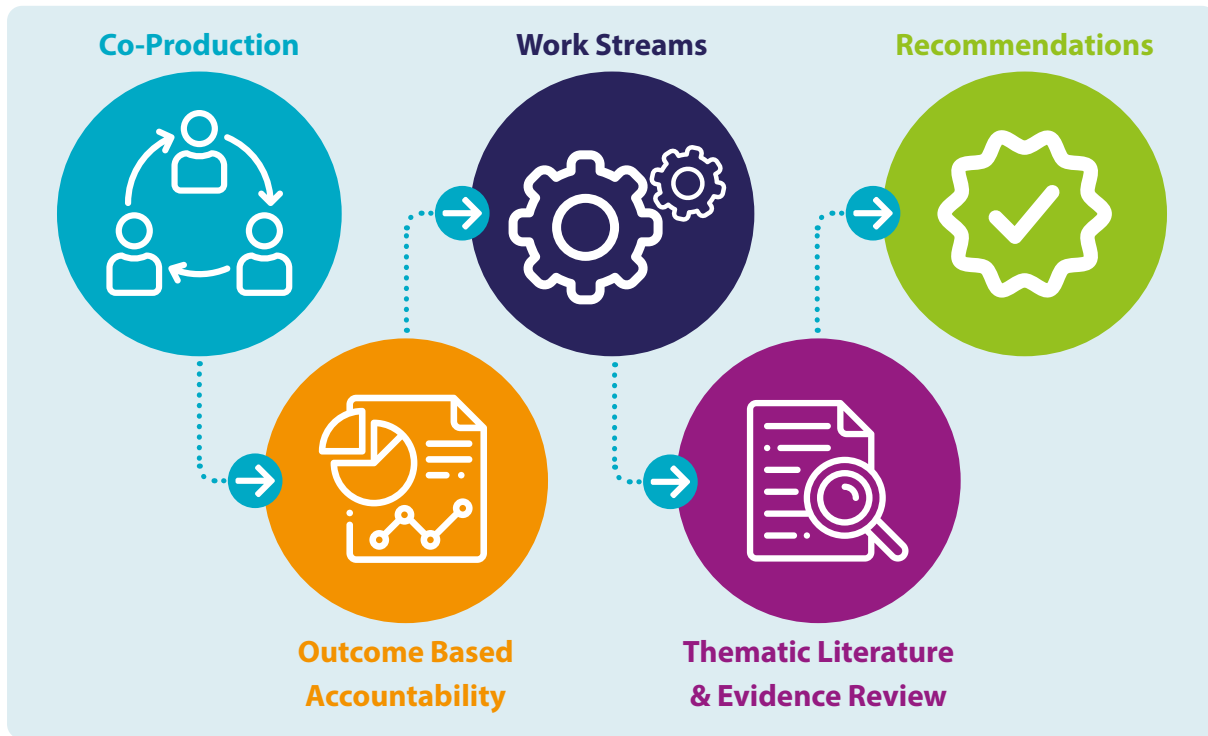 Co-Production
Work Streams
Recommendations
Outcome Based
Accountability
Thematic Literature
& Evidence Review